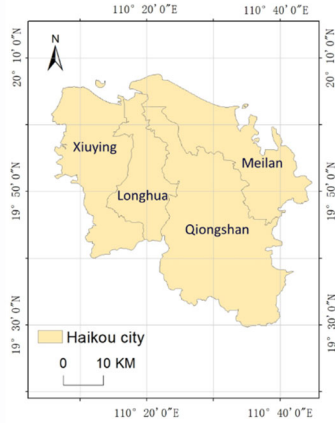 110° 20′0″E 110° 40′0″E
N
20° 10′0″N
Xiuying
Meilan
Longhua
19° 50′0″N
Qiongshan
19° 30′0″N
Haikou city
0 10 KM
110° 20′0″E 110° 40′0″E
20° 10′0″N
19° 50′0″N
19° 30′0″N